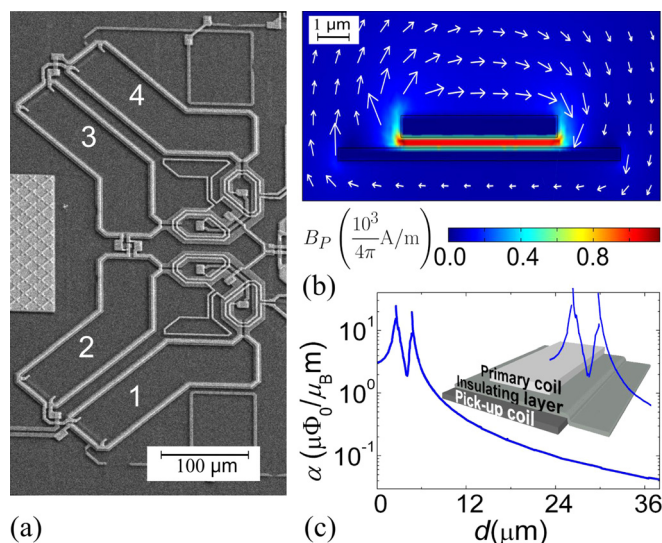 4
3
2
1
100 μm
(a)
1 μm
B_P (10^3/4π A/m)
0.0 0.4 0.8
(b)
α (μΦ_0/μ_B m)
10^1
10^0
10^-1
Primary coil
Insulating layer
Pick-up coil
0 12 24 36
d(μm)
(c)